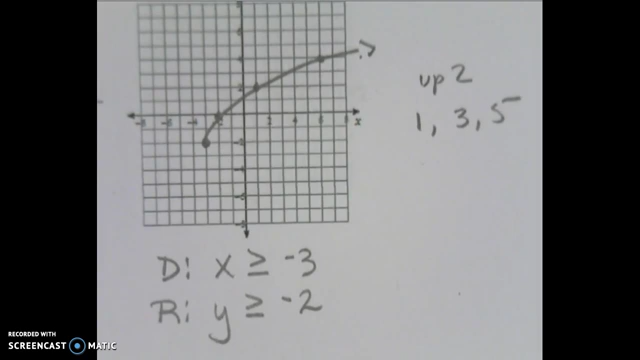 up 2
1, 3, 5
x
D: x ≥ -3
R: y ≥ -2
RECORDED WITH
SCREENCAST MATIC